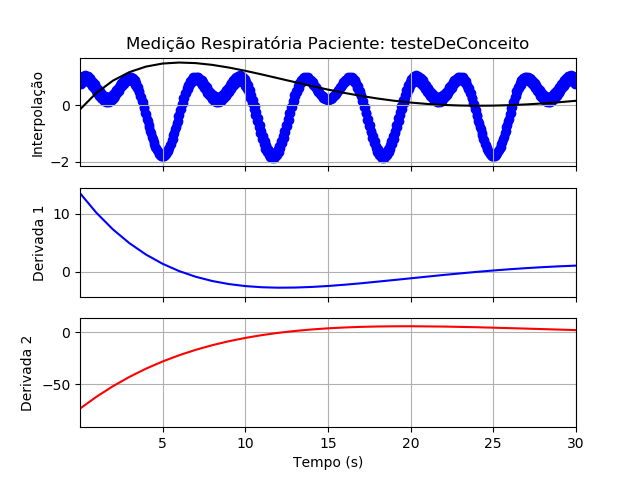 Medição Respiratória Paciente: testeDeConceito
Interpolação
0
−2
Derivada 1
10
0
Derivada 2
0
−50
5 10 15 20 25 30
Tempo (s)